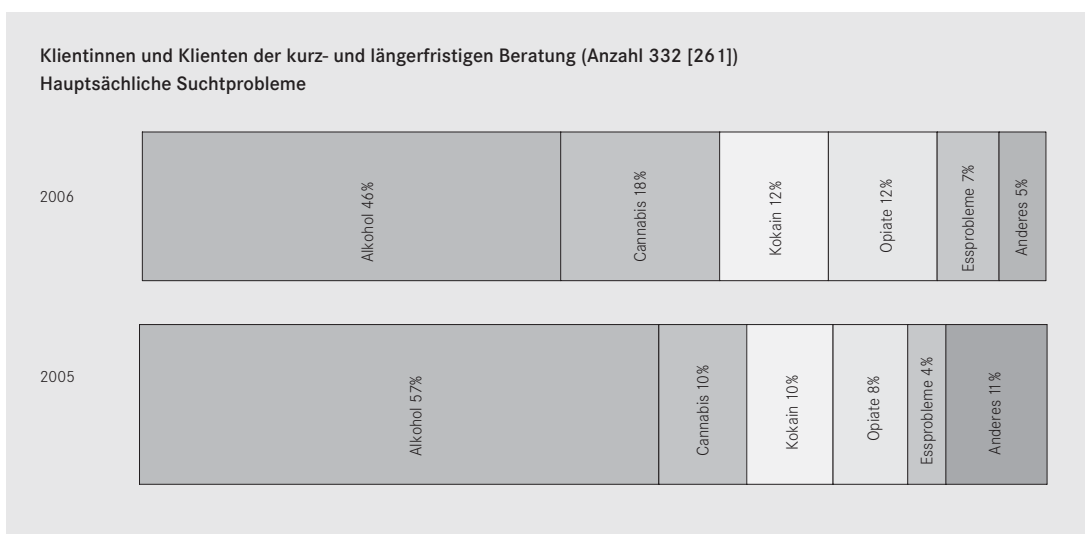 Klientinnen und Klienten der kurz- und längerfristigen Beratung (Anzahl 332 [261])
Hauptsächliche Suchtprobleme
2006
Alkohol 46%
Cannabis 18%
Kokain 12%
Opiate 12%
Essprobleme 7%
Anderes 5%
2005
Alkohol 57%
Cannabis 10%
Kokain 10%
Opiate 8%
Essprobleme 4%
Anderes 11%